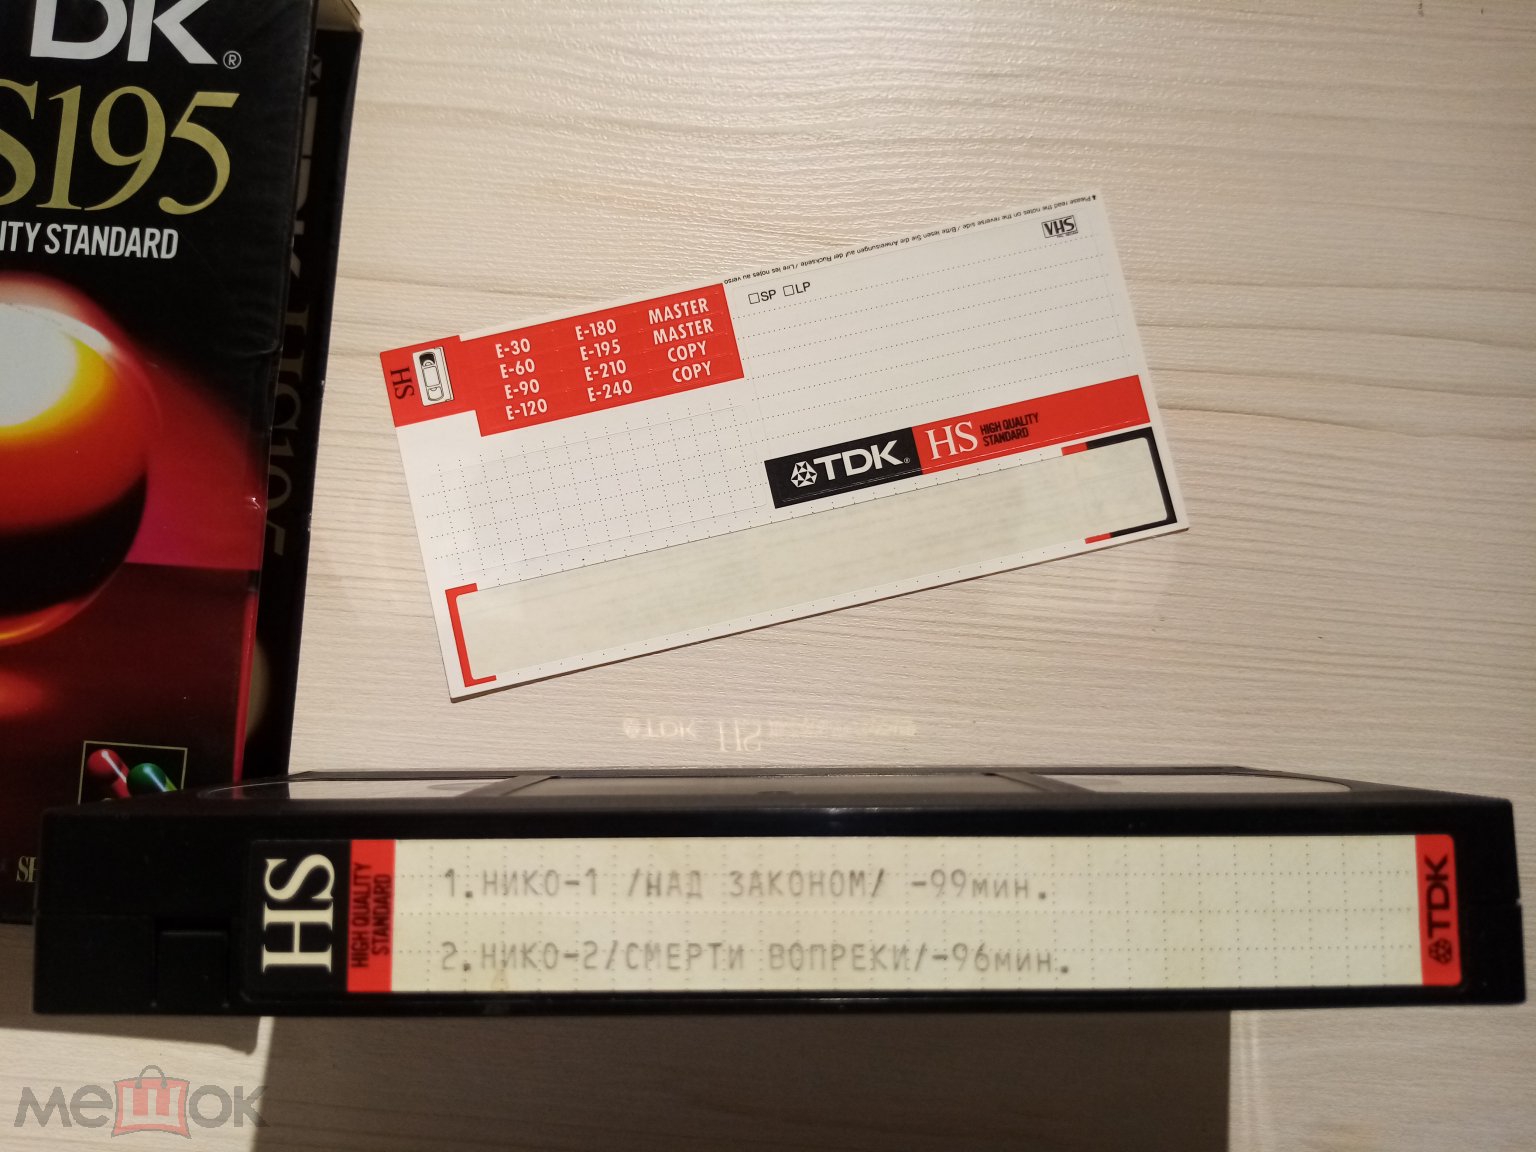 DK®
S195
ITY STANDARD
Please read the notes on the reverse side / Bitte lesen Sie die Anweisungen auf der Rückseite / Lire les notes au verso
VHS
SP LP
HS
E-30 E-180 MASTER
E-60 E-195 MASTER
E-90 E-210 COPY
E-120 E-240 COPY
TDK®
HS HIGH QUALITY
STANDARD
TDK HS
HS
HIGH QUALITY
STANDARD
1.НИКО-1 /НАД ЗАКОНОМ/ -99мин.
2.НИКО-2/СМЕРТИ ВОПРЕКИ/-96мин.
TDK
мешок